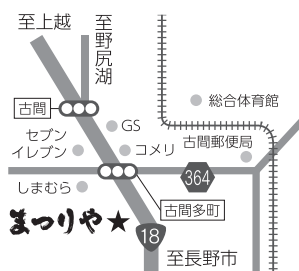 至上越
至野尻湖
古間
総合体育館
GS
セブン
イレブン
コメリ
古間郵便局
364
しまむら
古間多町
まつりや★
18
至長野市